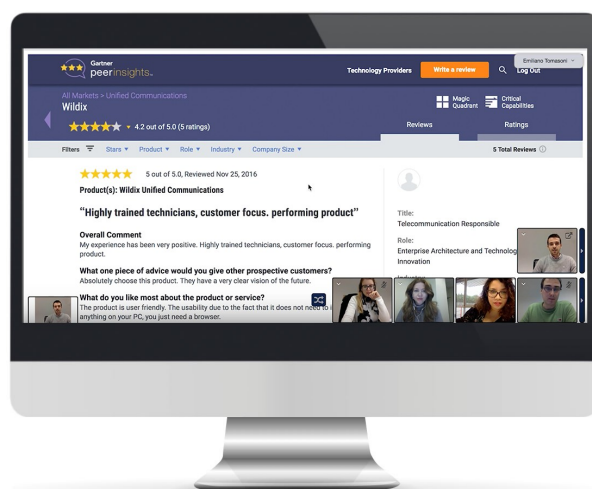 Gartner
peerinsights™
Technology Providers
Write a review
Emiliano Tomasoni
Log Out
All Markets > Unified Communications
Wildix
Magic Quadrant
Critical Capabilities
4.2 out of 5.0 (5 ratings)
Reviews
Ratings
Filters
Stars
Product
Role
Industry
Company Size
5 Total Reviews
5 out of 5.0, Reviewed Nov 25, 2016
Product(s): Wildix Unified Communications
“Highly trained technicians, customer focus. performing product”
Overall Comment
My experience has been very positive. Highly trained technicians, customer focus. performing
product.
What one piece of advice would you give other prospective customers?
Absolutely choose this product. They have a very clear vision of the future.
What do you like most about the product or service?
The product is user friendly. The usability due to the fact that it does not need to
anything on your PC, you just need a browser.
Title:
Telecommunication Responsible
Role:
Enterprise Architecture and Technolog
Innovation